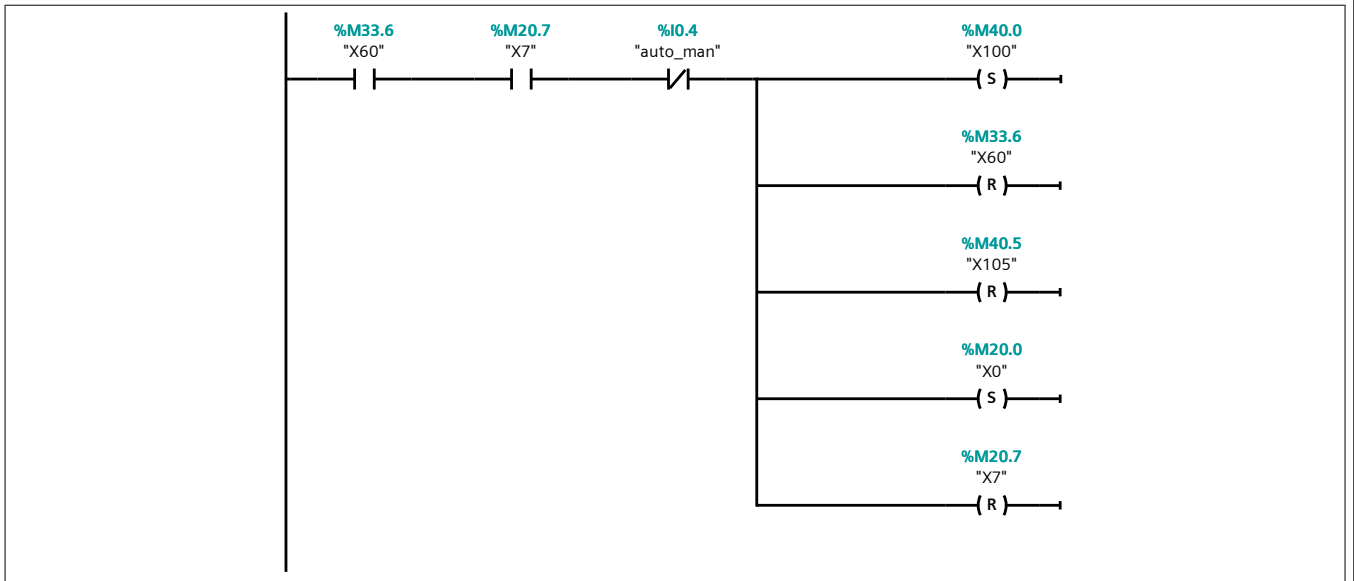 %M33.6 %M20.7 %I0.4 %M40.0
"X60" "X7" "auto_man" "X100"
S
%M33.6
"X60"
R
%M40.5
"X105"
R
%M20.0
"X0"
S
%M20.7
"X7"
R